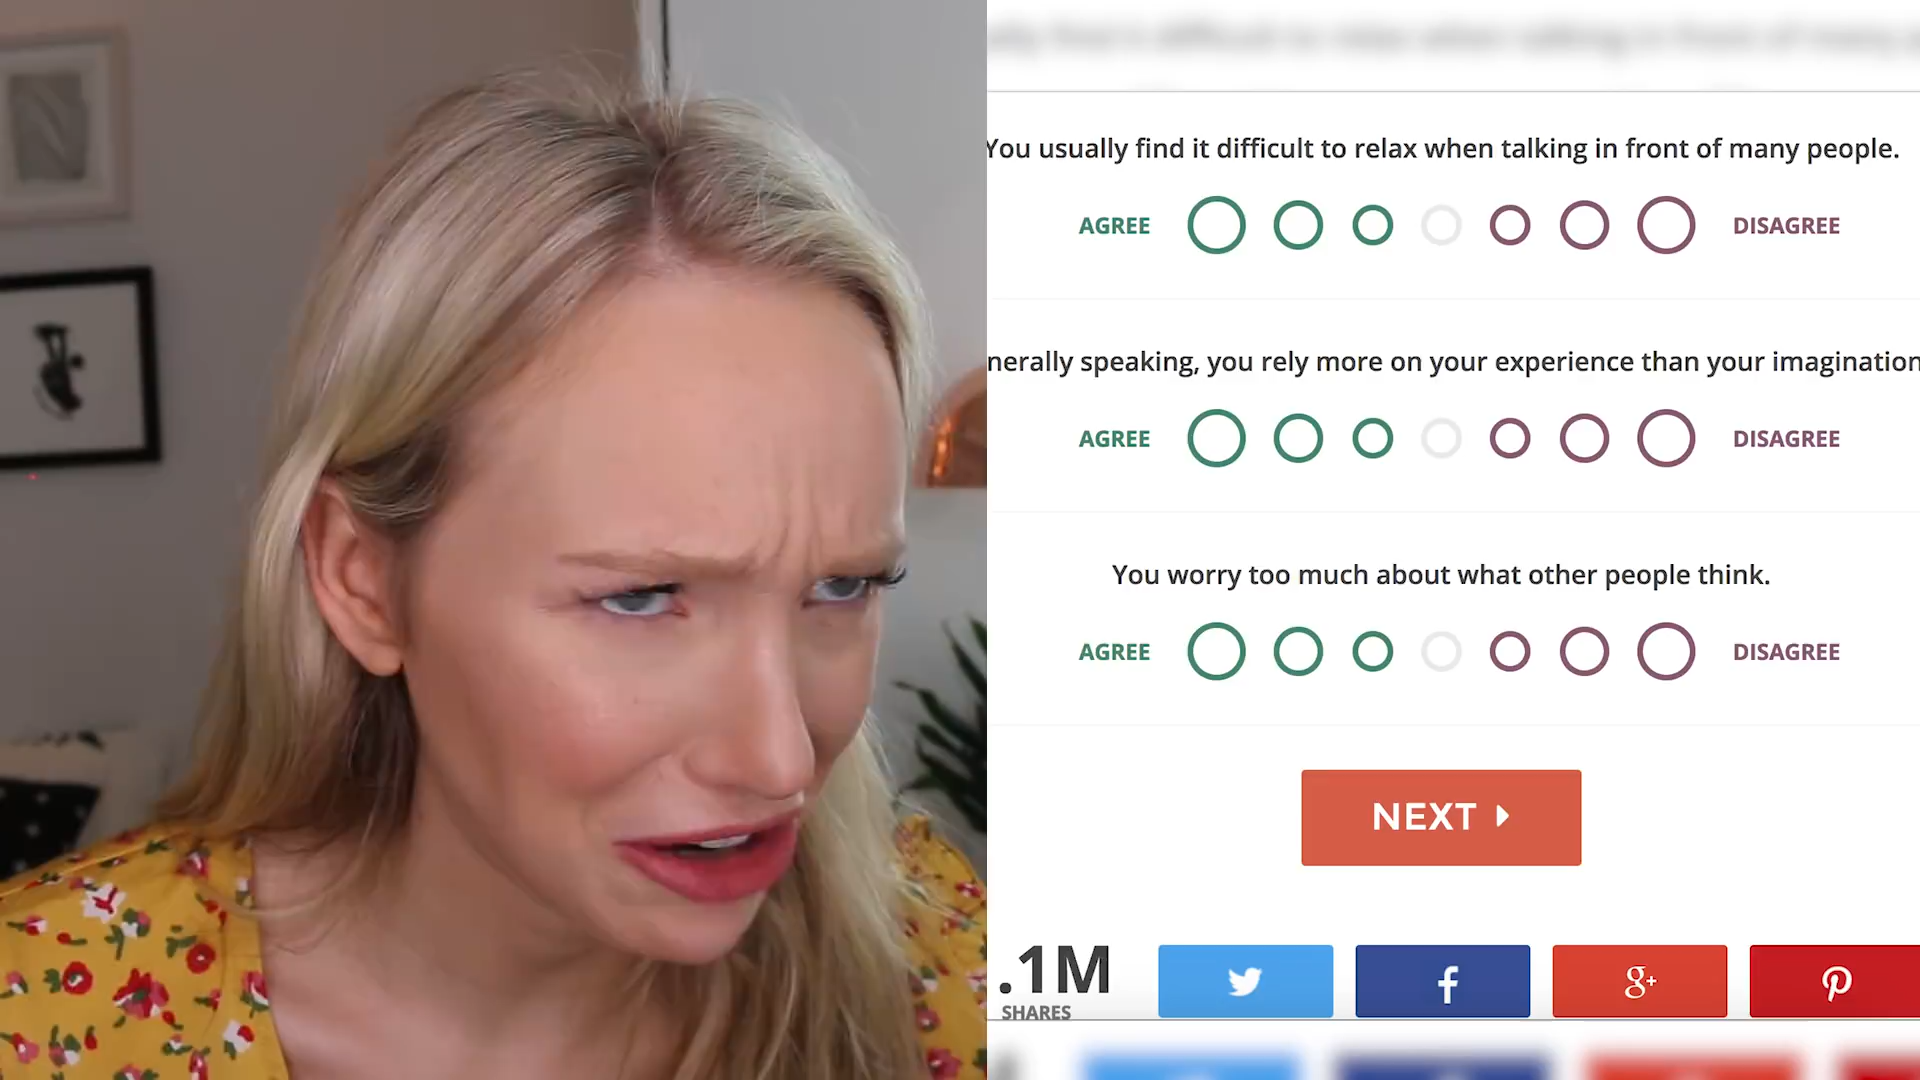 You usually find it difficult to relax when talking in front of many people.
AGREE DISAGREE
nerally speaking, you rely more on your experience than your imagination
AGREE DISAGREE
You worry too much about what other people think.
AGREE DISAGREE
NEXT
.1M
SHARES